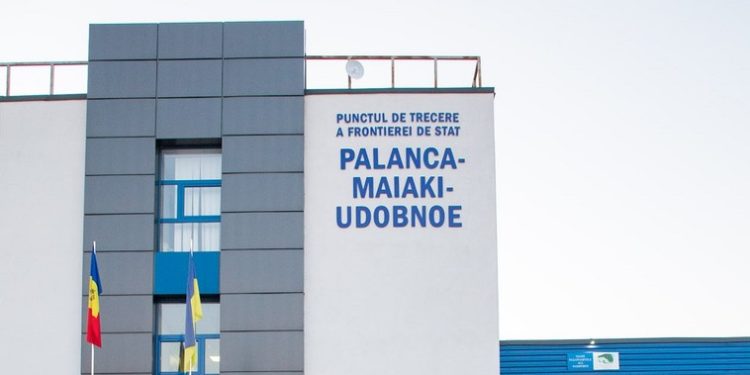 PUNCTUL DE TRECERE
A FRONTIEREI DE STAT
PALANCA-
MAIAKI-
UDOBNOE